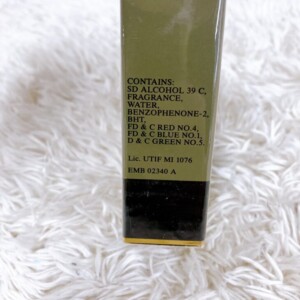 CONTAINS:
SD ALCOHOL 39 C,
FRAGRANCE,
WATER,
BENZOPHENONE-2,
BHT,
FD & C RED NO.4,
FD & C BLUE NO.1,
D & C GREEN NO.5.
Lic. UTIF MI 1076
EMB 02340 A